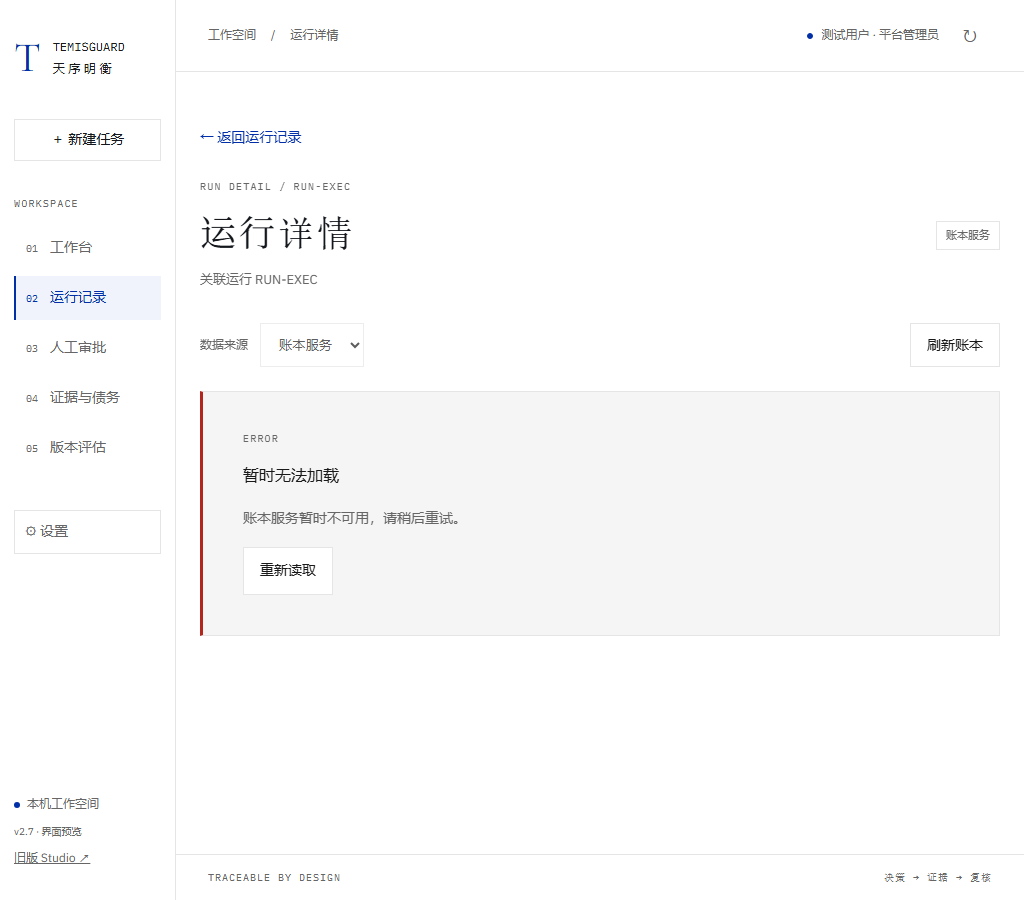 T
TEMISGUARD
天序明衡
+ 新建任务
WORKSPACE
01 工作台
02 运行记录
03 人工审批
04 证据与债务
05 版本评估
⚙ 设置
本机工作空间
v2.7 · 界面预览
旧版 Studio ↗
工作空间 / 运行详情
测试用户 · 平台管理员 ↻
← 返回运行记录
RUN DETAIL / RUN-EXEC
运行详情
账本服务
关联运行 RUN-EXEC
数据来源 账本服务
刷新账本
ERROR
暂时无法加载
账本服务暂时不可用，请稍后重试。
重新读取
TRACEABLE BY DESIGN
决策 → 证据 → 复核